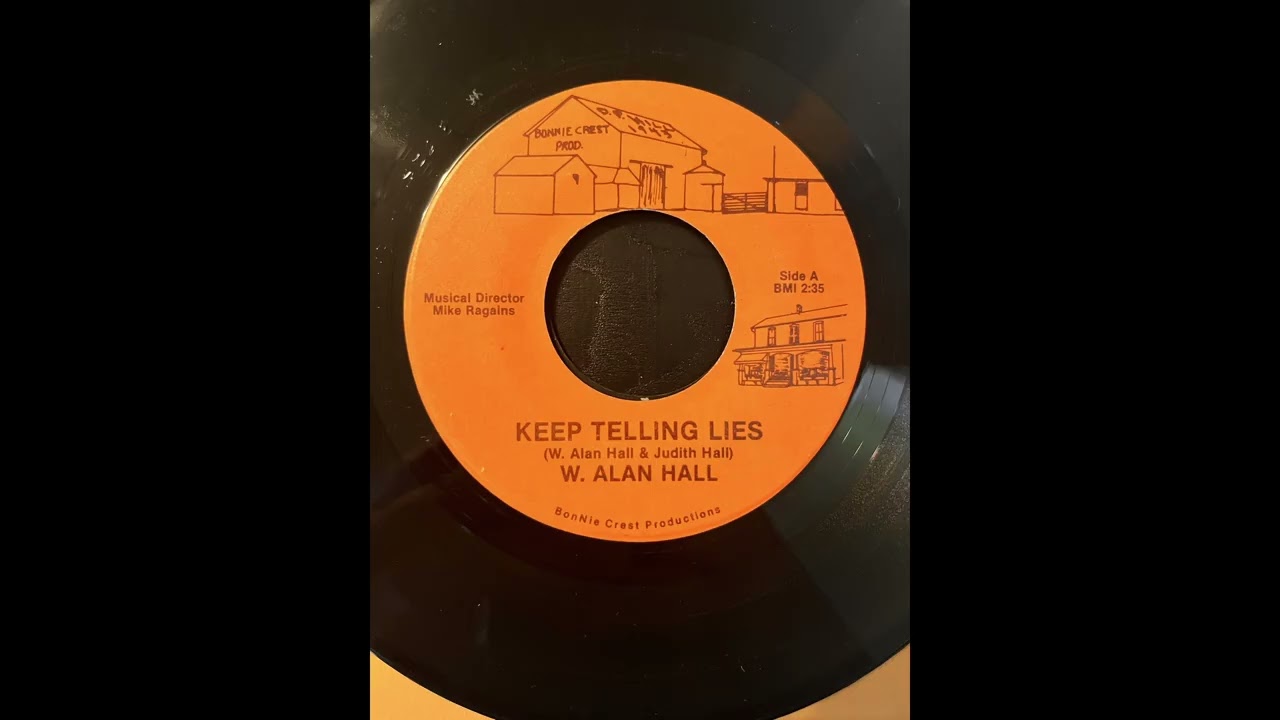 BONNIE CREST
PROD.
1943
Musical Director
Mike Ragains
Side A
BMI 2:35
KEEP TELLING LIES
(W. Alan Hall & Judith Hall)
W. ALAN HALL
BonNie Crest Productions